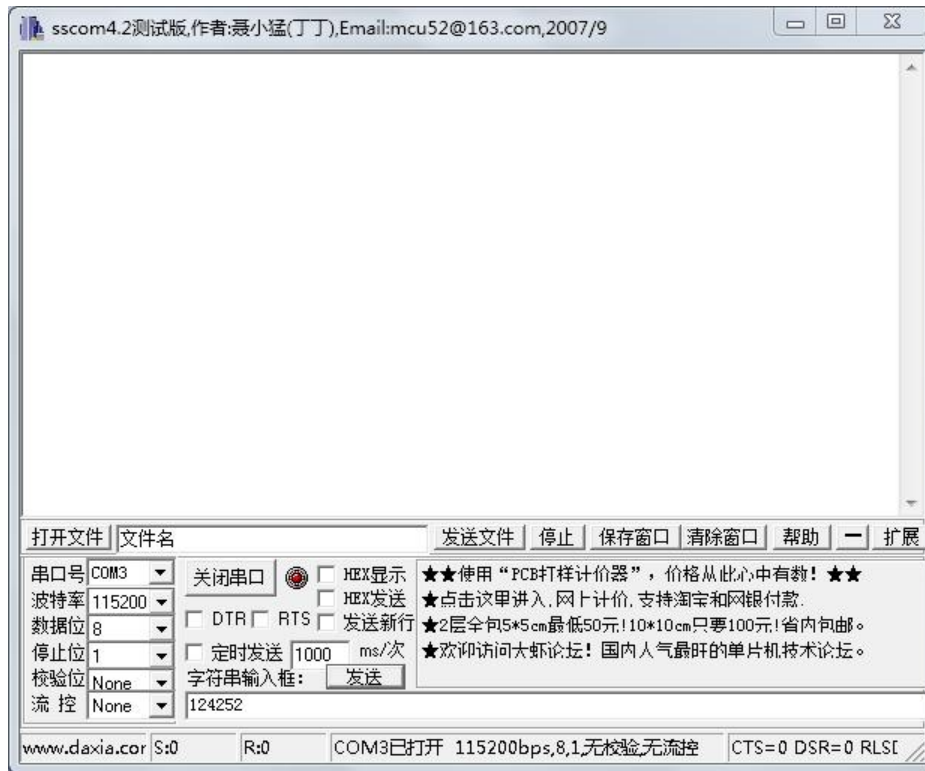 sscom4.2测试版,作者:聂小猛(丁丁),Email:mcu52@163.com,2007/9
打开文件 文件名 发送文件 停止 保存窗口 清除窗口 帮助 一 扩展
串口号 COM3 关闭串口 HEX显示 ★★使用“PCB打样计价器”，价格从此心中有数！★★
波特率 115200 HEX发送 ★点击这里进入,网上计价,支持淘宝和网银付款.
数据位 8 DTR RTS 发送新行 ★2层全包5*5cm最低50元!10*10cm只要100元!省内包邮。
停止位 1 定时发送 1000 ms/次 ★欢迎访问大虾论坛！国内人气最旺的单片机技术论坛。
校验位 None 字符串输入框： 发送
流 控 None 124252
www.daxia.cor S:0 R:0 COM3已打开 115200bps,8,1,无校验,无流控 CTS=0 DSR=0 RLSI